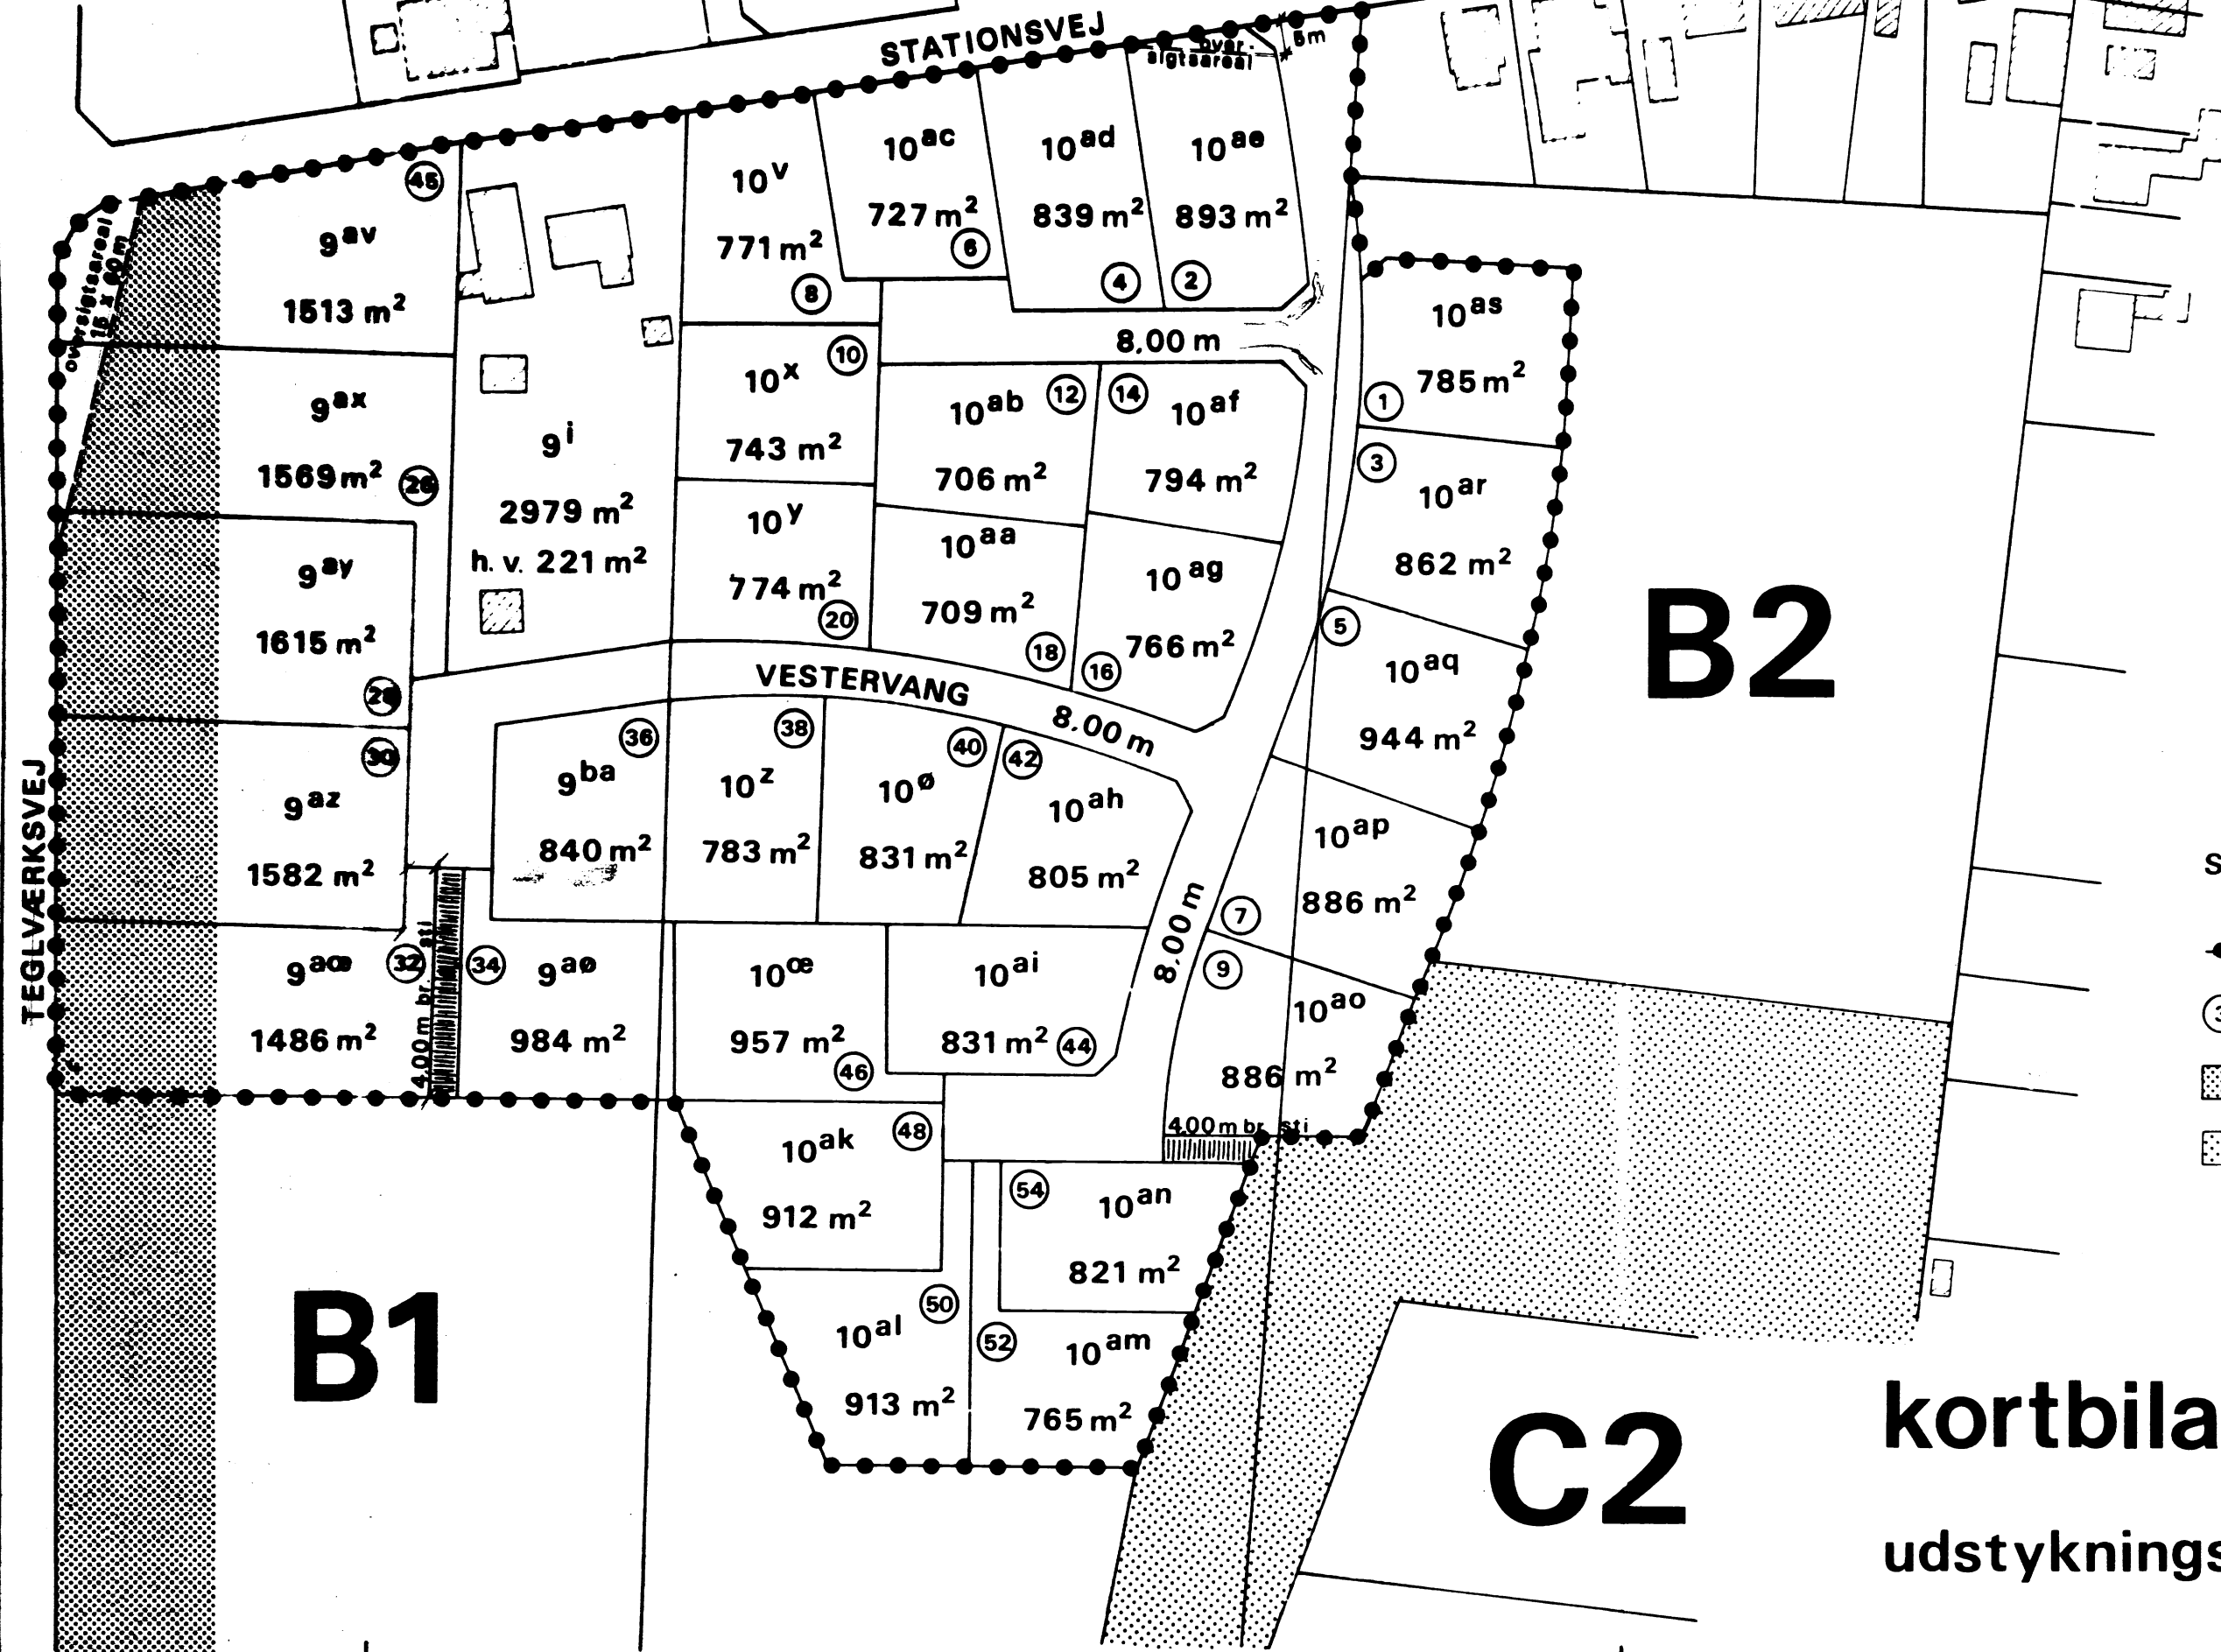 STATIONSVEJ
over-
sigtsareal
5m
45
9av
1513 m²
oversigtsareal
15 x 60 m
10v
771 m²
8
10ac
727 m²
6
10ad
839 m²
4
10ae
893 m²
2
8.00 m
10as
785 m²
1
9ax
1569 m²
26
9i
2979 m²
h. v. 221 m²
10x
10
743 m²
10ab
12
706 m²
14
10af
794 m²
3
10ar
862 m²
9ay
1615 m²
28
10y
774 m²
20
10aa
709 m²
18
10ag
766 m²
16
5
10aq
944 m²
B2
VESTERVANG
8.00 m
TEGLVÆRKSVEJ
30
9az
1582 m²
36
9ba
840 m²
38
10z
783 m²
40
10ø
831 m²
42
10ah
805 m²
8.00 m
10ap
886 m²
7
9aæ
32
1486 m²
4.00 m br. sti
34
9aø
984 m²
10æ
957 m²
46
10ai
831 m²
44
9
10ao
886 m²
4.00 m br. sti
10ak
48
912 m²
54
10an
821 m²
B1
50
10al
913 m²
52
10am
765 m²
C2
kortbila
udstyknings